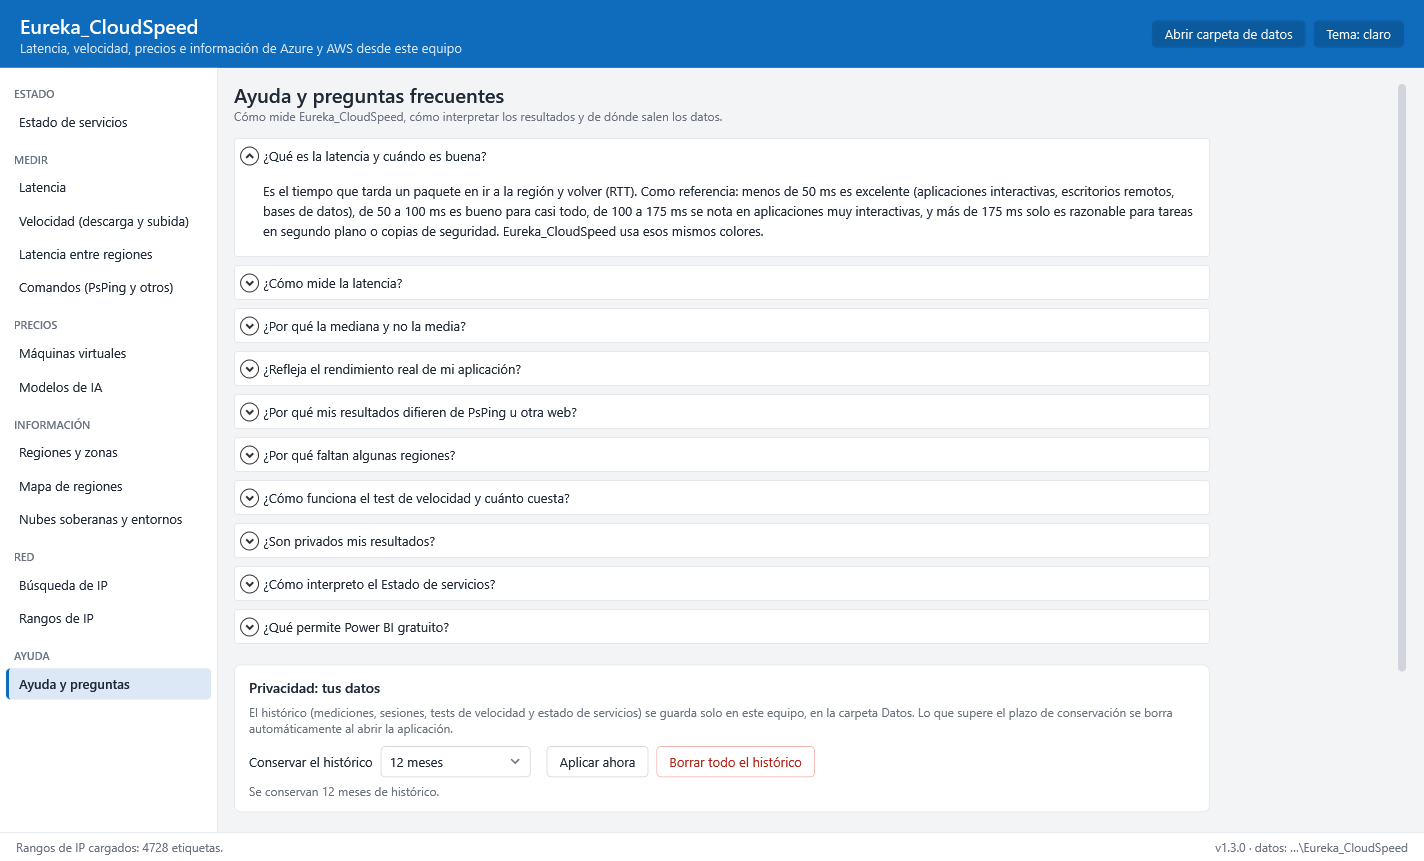 Eureka_CloudSpeed
Latencia, velocidad, precios e información de Azure y AWS desde este equipo
Abrir carpeta de datos
Tema: claro
ESTADO
Estado de servicios
MEDIR
Latencia
Velocidad (descarga y subida)
Latencia entre regiones
Comandos (PsPing y otros)
PRECIOS
Máquinas virtuales
Modelos de IA
INFORMACIÓN
Regiones y zonas
Mapa de regiones
Nubes soberanas y entornos
RED
Búsqueda de IP
Rangos de IP
AYUDA
Ayuda y preguntas
Ayuda y preguntas frecuentes
Cómo mide Eureka_CloudSpeed, cómo interpretar los resultados y de dónde salen los datos.
¿Qué es la latencia y cuándo es buena?
Es el tiempo que tarda un paquete en ir a la región y volver (RTT). Como referencia: menos de 50 ms es excelente (aplicaciones interactivas, escritorios remotos,
bases de datos), de 50 a 100 ms es bueno para casi todo, de 100 a 175 ms se nota en aplicaciones muy interactivas, y más de 175 ms solo es razonable para tareas
en segundo plano o copias de seguridad. Eureka_CloudSpeed usa esos mismos colores.
¿Cómo mide la latencia?
¿Por qué la mediana y no la media?
¿Refleja el rendimiento real de mi aplicación?
¿Por qué mis resultados difieren de PsPing u otra web?
¿Por qué faltan algunas regiones?
¿Cómo funciona el test de velocidad y cuánto cuesta?
¿Son privados mis resultados?
¿Cómo interpreto el Estado de servicios?
¿Qué permite Power BI gratuito?
Privacidad: tus datos
El histórico (mediciones, sesiones, tests de velocidad y estado de servicios) se guarda solo en este equipo, en la carpeta Datos. Lo que supere el plazo de conservación se borra
automáticamente al abrir la aplicación.
Conservar el histórico
12 meses
Aplicar ahora
Borrar todo el histórico
Se conservan 12 meses de histórico.
Rangos de IP cargados: 4728 etiquetas.
v1.3.0 · datos: ...\Eureka_CloudSpeed